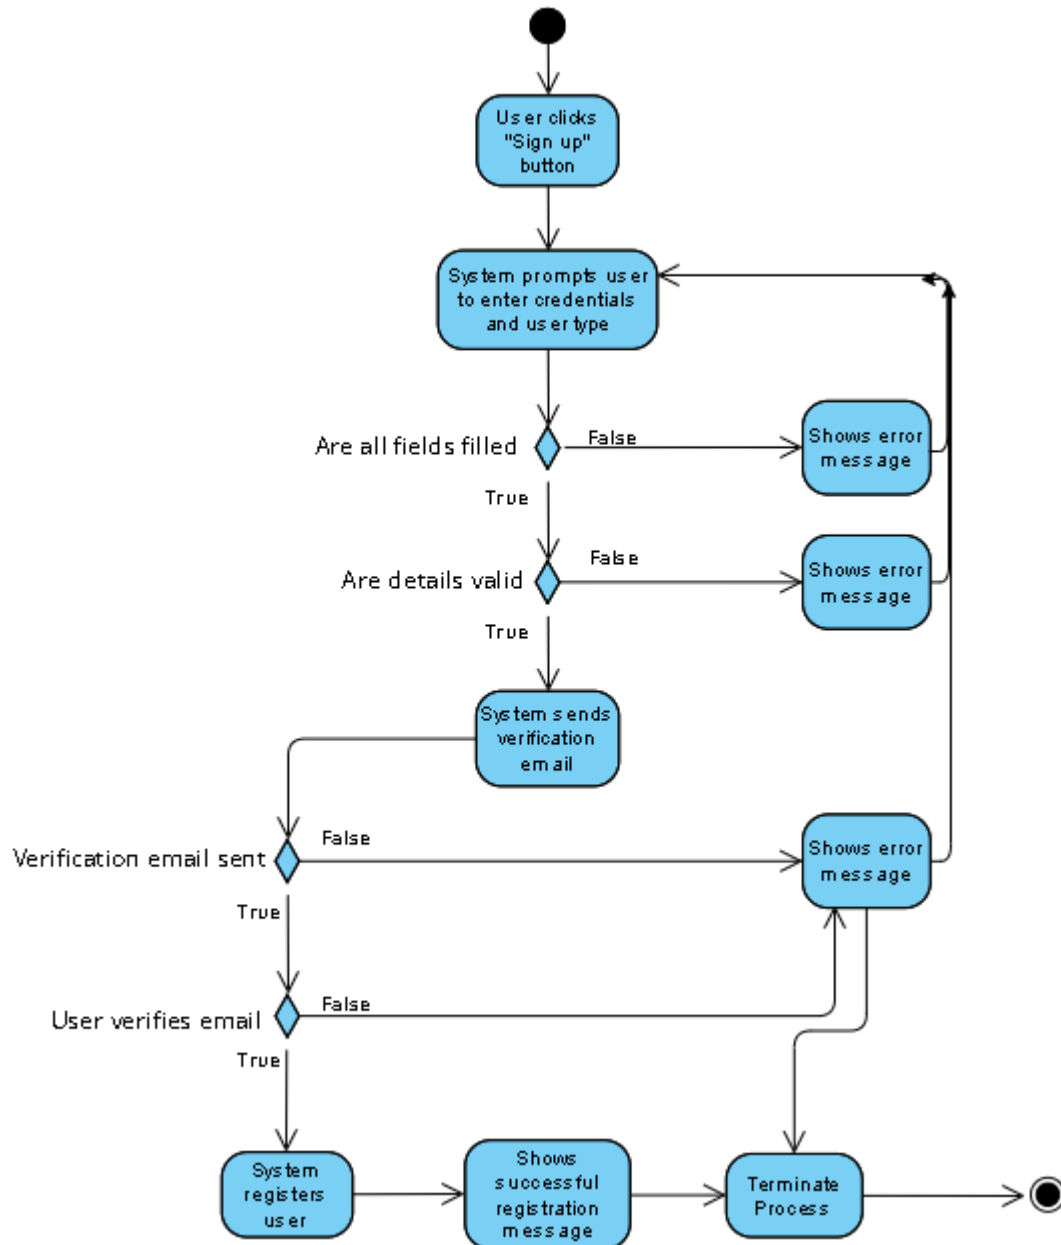 User clicks
"Sign up"
button
System prompts user
to enter credentials
and user type
Are all fields filled
False
Shows error
message
True
Are details valid
False
Shows error
message
True
System sends
verification
email
Verification email sent
False
Shows error
message
True
User verifies email
False
True
System
registers
user
Shows
successful
registration
message
Terminate
Process